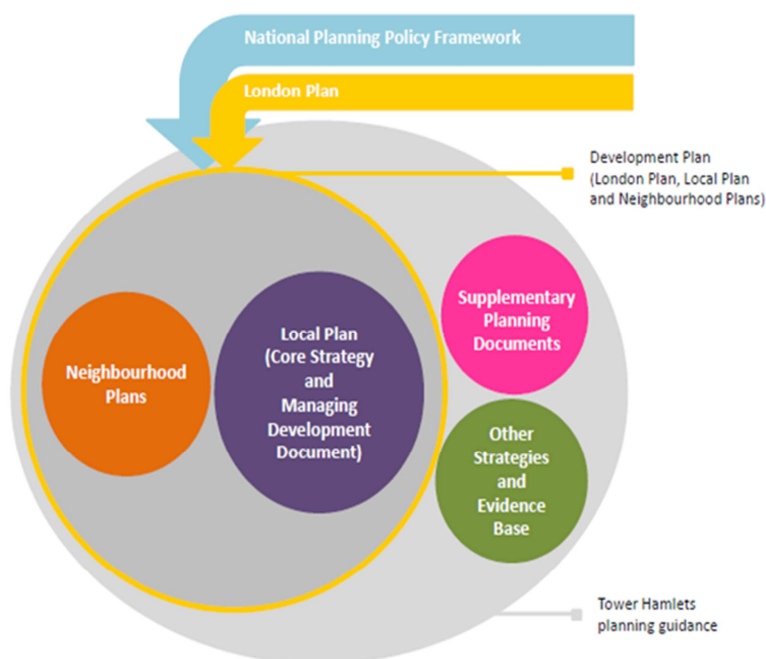 National Planning Policy Framework
London Plan
Development Plan
(London Plan, Local Plan
and Neighbourhood Plans)
Supplementary
Planning
Documents
Local Plan
(Core Strategy
and
Managing
Development
Document)
Neighbourhood
Plans
Other
Strategies
and
Evidence
Base
Tower Hamlets
planning guidance